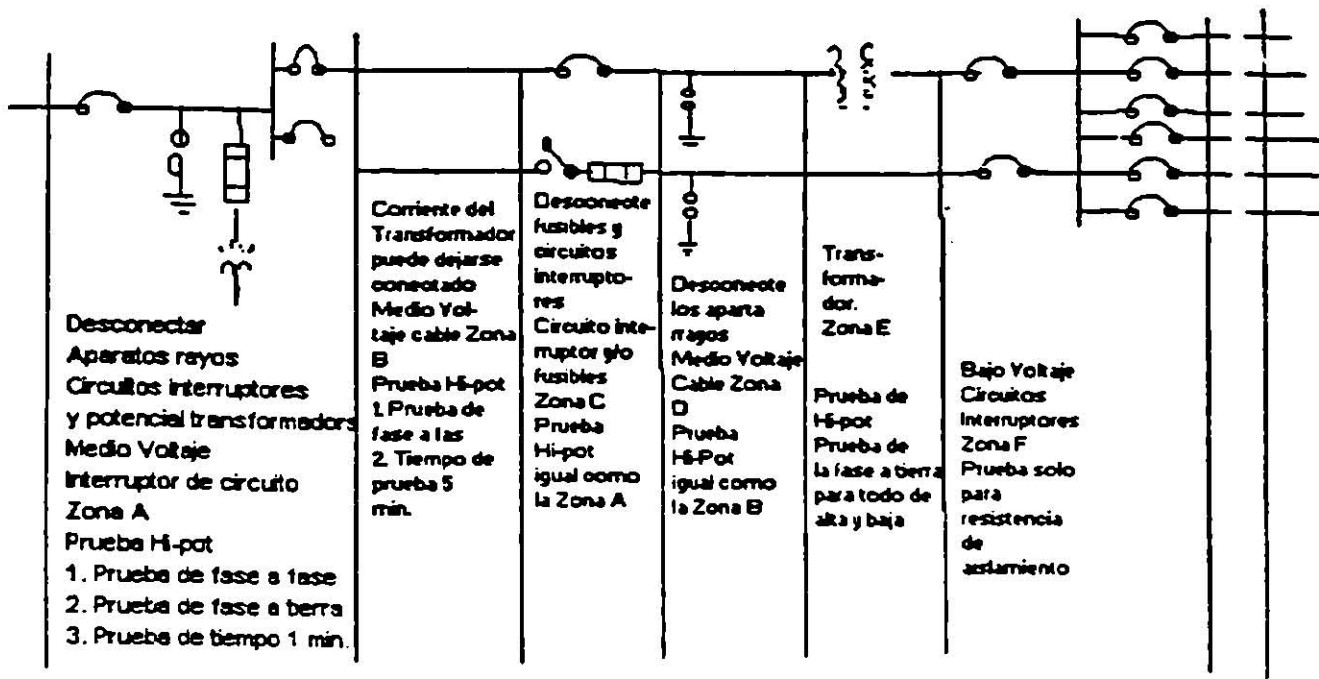 Desconectar
Aparatos rayos
Circuitos interruptores
y potencial transformadors
Medio Voltaje
Interruptor de circuito
Zona A
Prueba Hi-pot
1. Prueba de fase a fase
2. Prueba de fase a tierra
3. Prueba de tiempo 1 min.
Corriente del
Transformador
puede dejarse
conectado
Medio Vol-
taje cable Zona
B
Prueba Hi-pot
1. Prueba de
fase a las
2. Tiempo de
prueba 5
min.
Desconecte
fusibles y
circuitos
interrupto-
res
Circuito inte-
rruptor y/o
fusibles
Zona C
Prueba
Hi-pot
igual como
la Zona A
Desconecte
los aparta
rrayos
Medio Voltaje
Cable Zona
D
Prueba
Hi-Pot
igual como
la Zona B
Trans-
forma-
dor.
Zona E
Prueba de
Hi-pot
Prueba de
la fase a tierra
para todo de
alta y baja
Bajo Voltaje
Circuitos
Interruptores
Zona F
Prueba solo
para
resistencia
de
aislamiento